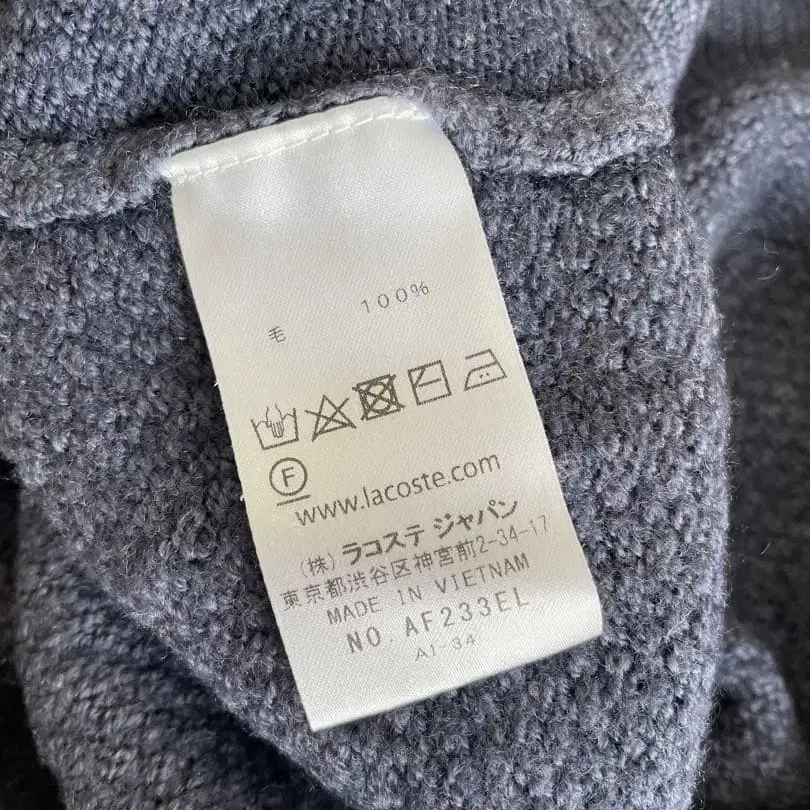 毛 100%
F
www.lacoste.com
(株) ラコステ ジャパン
東京都渋谷区神宮前2-34-17
MADE IN VIETNAM
NO. AF233EL
AI-34